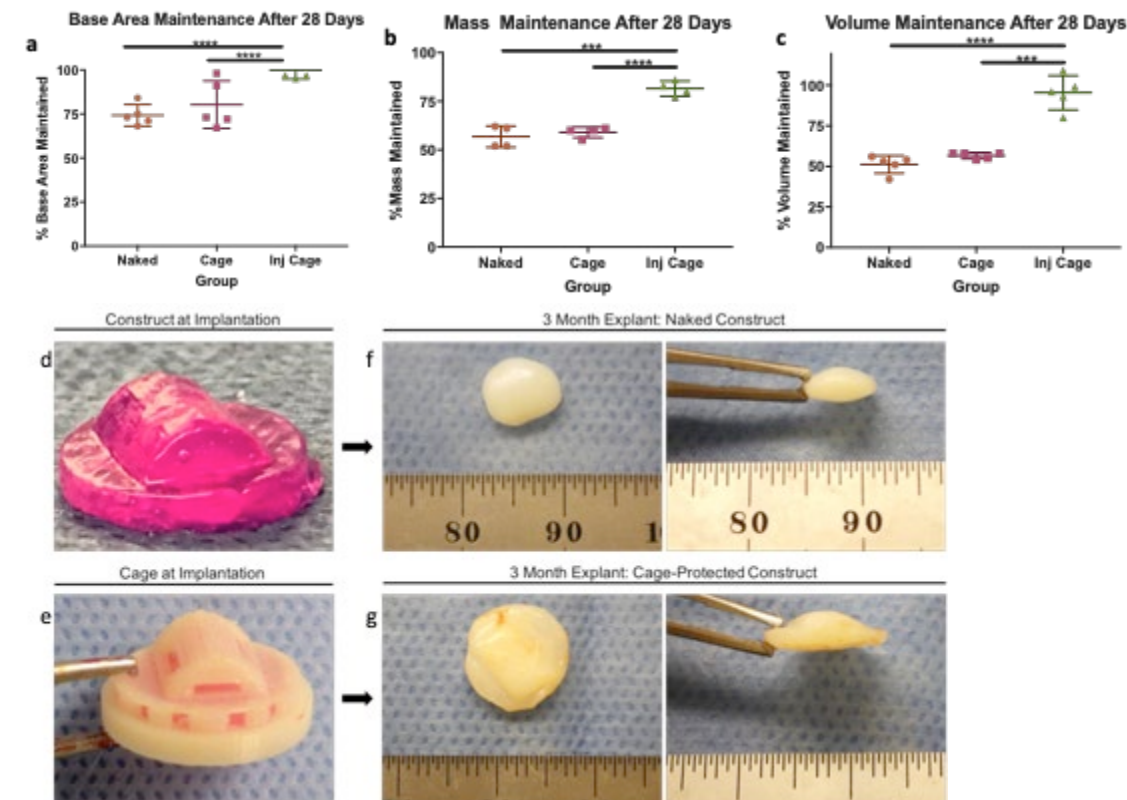 Base Area Maintenance After 28 Days
a
****
****
% Base Area Maintained
100
75
50
25
0
Naked Cage Inj Cage
Group
Mass Maintenance After 28 Days
b
***
****
%Mass Maintained
100
75
50
25
0
Naked Cage Inj Cage
Group
Volume Maintenance After 28 Days
c
****
***
% Volume Maintained
100
75
50
25
0
Naked Cage Inj Cage
Group
Construct at Implantation
d
3 Month Explant: Naked Construct
f
80 90 1
80 90
Cage at Implantation
e
3 Month Explant: Cage-Protected Construct
g